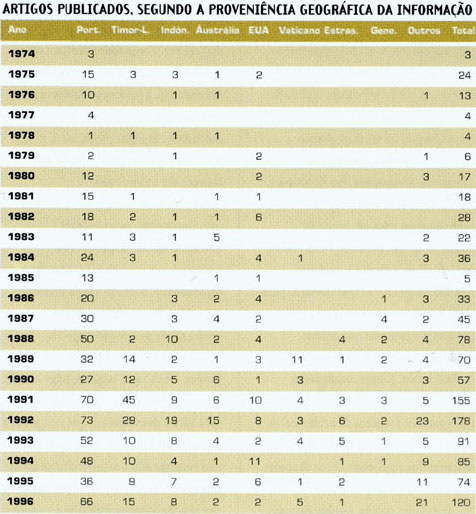 ARTIGOS PUBLICADOS, SEGUNDO A PROVENIÊNCIA GEOGRÁFICA DA INFORMAÇÃO
Ano Port. Timor-L. Indón. Austrália EUA Vaticano Estras. Gene. Outros Total
1974 3 3
1975 15 3 3 1 2 24
1976 10 1 1 1 13
1977 4 4
1978 1 1 1 1 4
1979 2 1 2 1 6
1980 12 2 3 17
1981 15 1 1 1 18
1982 18 2 1 1 6 28
1983 11 3 1 5 2 22
1984 24 3 1 4 1 3 36
1985 13 1 1 5
1986 20 3 2 4 1 3 33
1987 30 3 4 2 4 2 45
1988 50 2 10 2 4 4 2 4 78
1989 32 14 2 1 3 11 1 2 4 70
1990 27 12 5 6 1 3 3 57
1991 70 45 9 6 10 4 3 3 5 155
1992 73 29 19 15 8 3 6 2 23 178
1993 52 10 8 4 2 4 5 1 5 91
1994 48 10 4 1 11 1 1 9 85
1995 36 9 7 2 6 1 2 11 74
1996 66 15 8 2 2 5 1 21 120